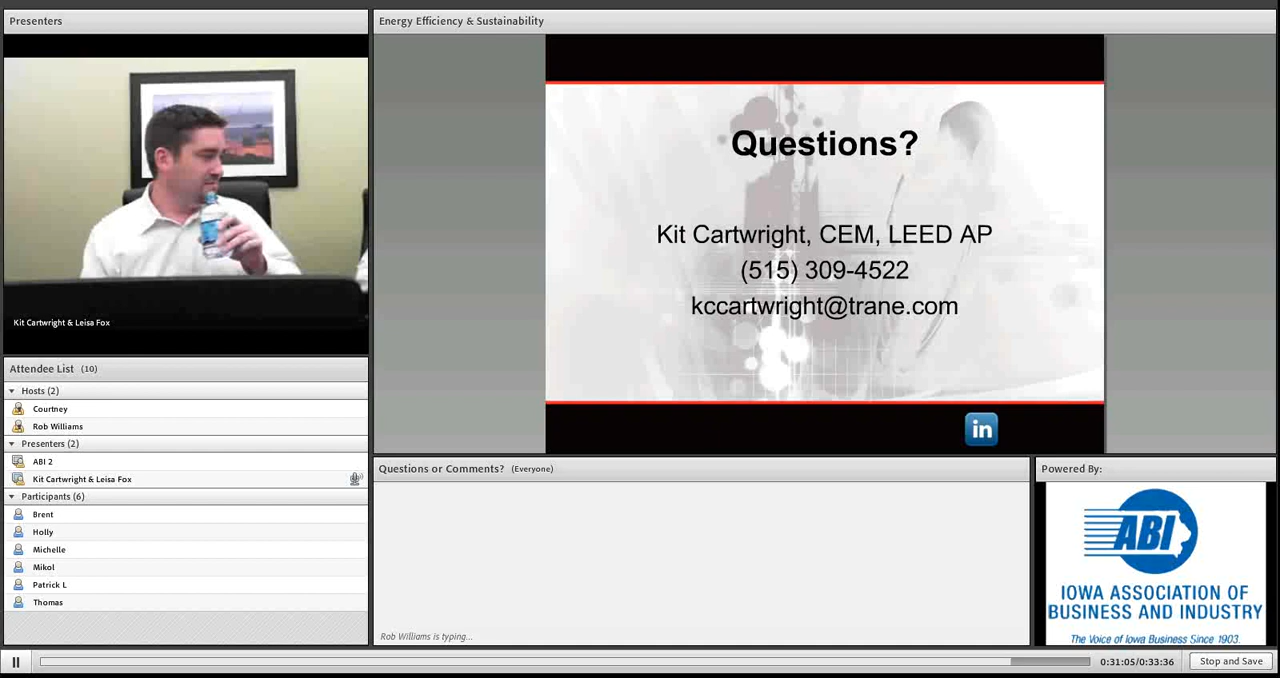 Presenters
Kit Cartwright & Leisa Fox
Attendee List (10)
Hosts (2)
Courtney
Rob Williams
Presenters (2)
ABI 2
Kit Cartwright & Leisa Fox
Participants (6)
Brent
Holly
Michelle
Mikol
Patrick L
Thomas
Energy Efficiency & Sustainability
Questions?
Kit Cartwright, CEM, LEED AP
(515) 309-4522
kccartwright@trane.com
in
Questions or Comments? (Everyone)
Rob Williams is typing...
Powered By:
ABI
IOWA ASSOCIATION OF
BUSINESS AND INDUSTRY
The Voice of Iowa Business Since 1903.
0:31:05/0:33:36
Stop and Save